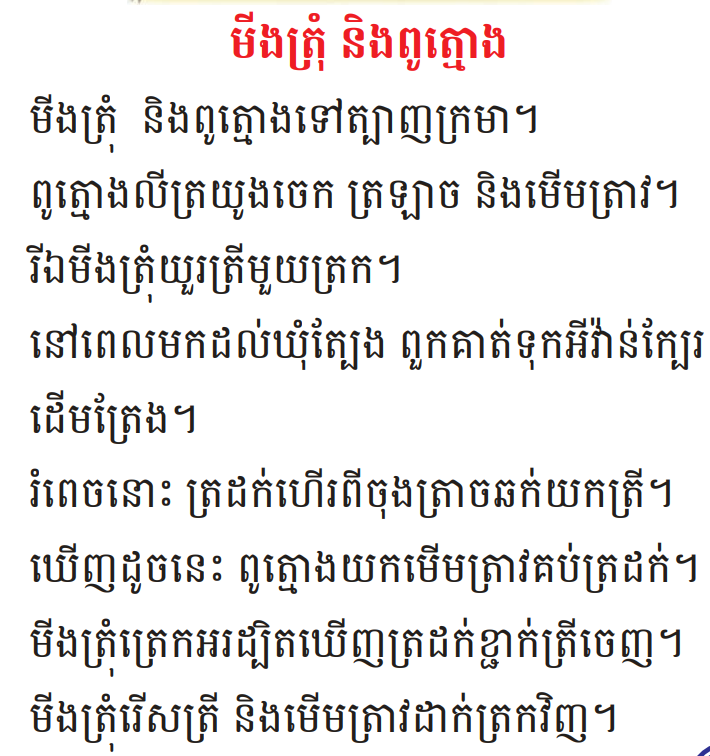 មីងត្រុំ និងពូត្មោង
មីងត្រុំ និងពូត្មោងទៅត្បាញក្រមា។
ពូត្មោងលីត្រយូងចេក ត្រឡាច និងមើមត្រាវ។
រីឯមីងត្រុំយួរត្រីមួយត្រក។
នៅពេលមកដល់ឃុំត្បែង ពួកគាត់ទុកអីវ៉ាន់ក្បែរ
ដើមត្រែង។
រំពេចនោះ ត្រដក់ហើរពីចុងត្រាចឆក់យកត្រី។
ឃើញដូចនេះ ពូត្មោងយកមើមត្រាវគប់ត្រដក់។
មីងត្រុំត្រេកអរដ្បិតឃើញត្រដក់ខ្ជាក់ត្រីចេញ។
មីងត្រុំរើសត្រី និងមើមត្រាវដាក់ត្រកវិញ។